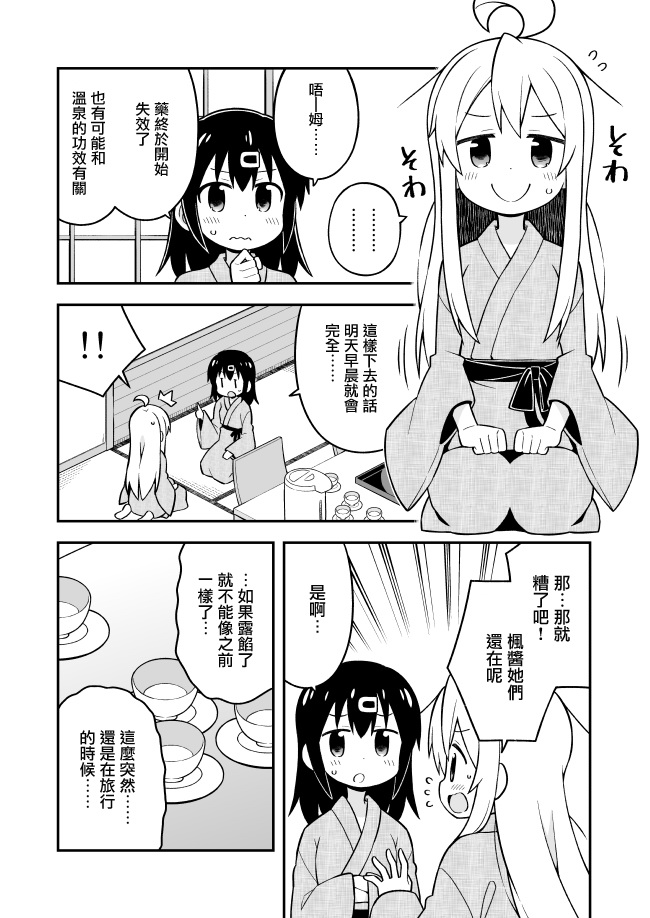 唔—姆……
藥終於開始
失效了
也有可能和
溫泉的功效有關
…………
そわ
そわ
這樣下去的話
明天早晨就會
完全……
!!
那…那就
糟了吧!
楓醬她們
還在呢
是啊…
…如果露餡了
就不能像之前
一樣了…
這麼突然……
還是在旅行
的時候……